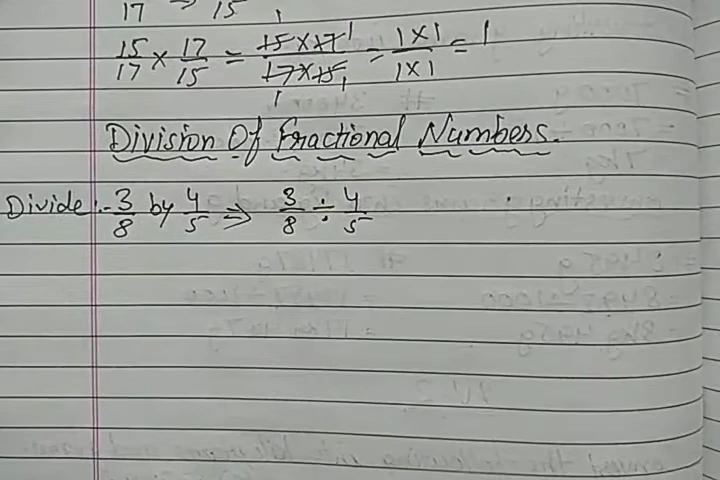 17 ⇒ 15
15/17 × 17/15 = 15×17/17×15 = 1×1/1×1 = 1
Division Of Fractional Numbers.
Divide:- 3/8 by 4/5 ⇒ 3/8 ÷ 4/5